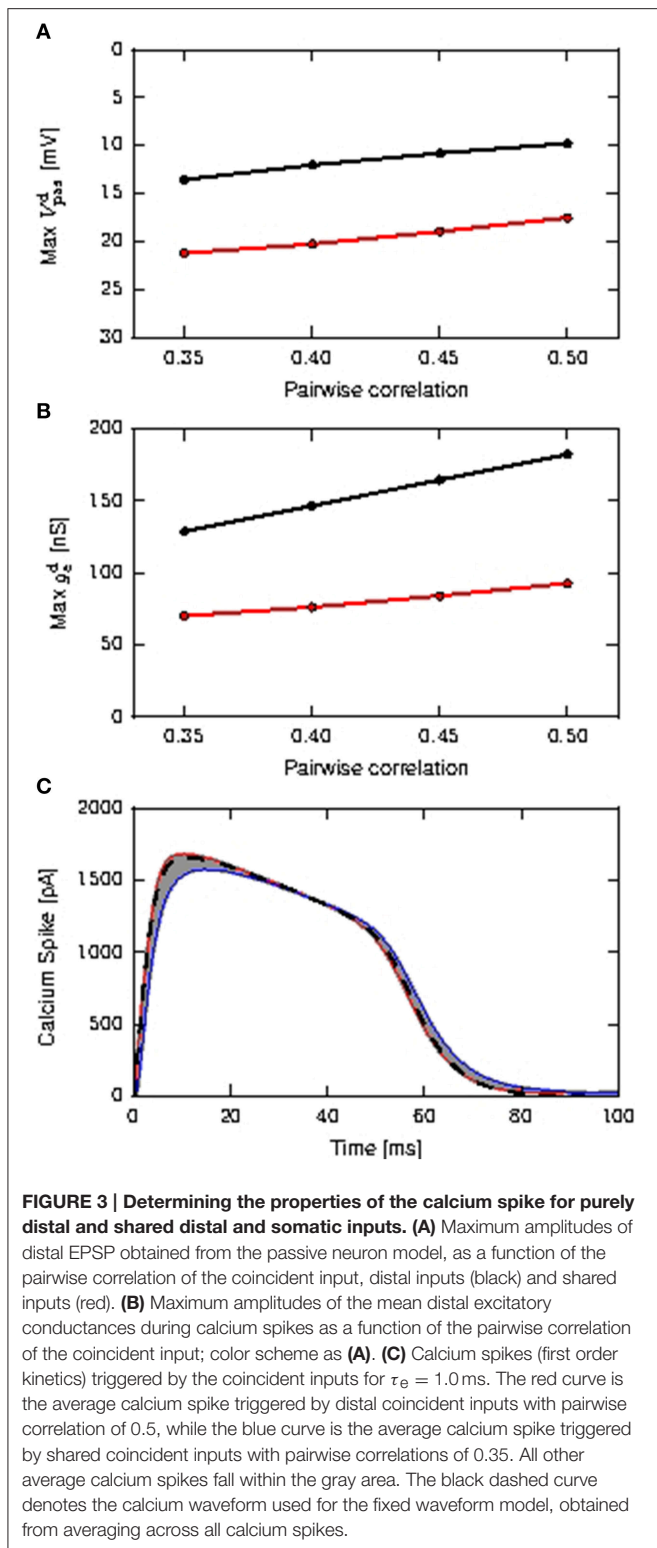 A
0
5
10
15
20
25
30
Max V^d_pas [mV]
0.35 0.40 0.45 0.50
Pairwise correlation
B
200
150
100
50
0
Max g^d_e [nS]
0.35 0.40 0.45 0.50
Pairwise correlation
C
2000
1500
1000
500
0
Calcium Spike [pA]
0 20 40 60 80 100
Time [ms]
FIGURE 3 | Determining the properties of the calcium spike for purely
distal and shared distal and somatic inputs. (A) Maximum amplitudes of
distal EPSP obtained from the passive neuron model, as a function of the
pairwise correlation of the coincident input, distal inputs (black) and shared
inputs (red). (B) Maximum amplitudes of the mean distal excitatory
conductances during calcium spikes as a function of the pairwise correlation
of the coincident input; color scheme as (A). (C) Calcium spikes (first order
kinetics) triggered by the coincident inputs for τe = 1.0 ms. The red curve is
the average calcium spike triggered by distal coincident inputs with pairwise
correlation of 0.5, while the blue curve is the average calcium spike triggered
by shared coincident inputs with pairwise correlations of 0.35. All other
average calcium spikes fall within the gray area. The black dashed curve
denotes the calcium waveform used for the fixed waveform model, obtained
from averaging across all calcium spikes.